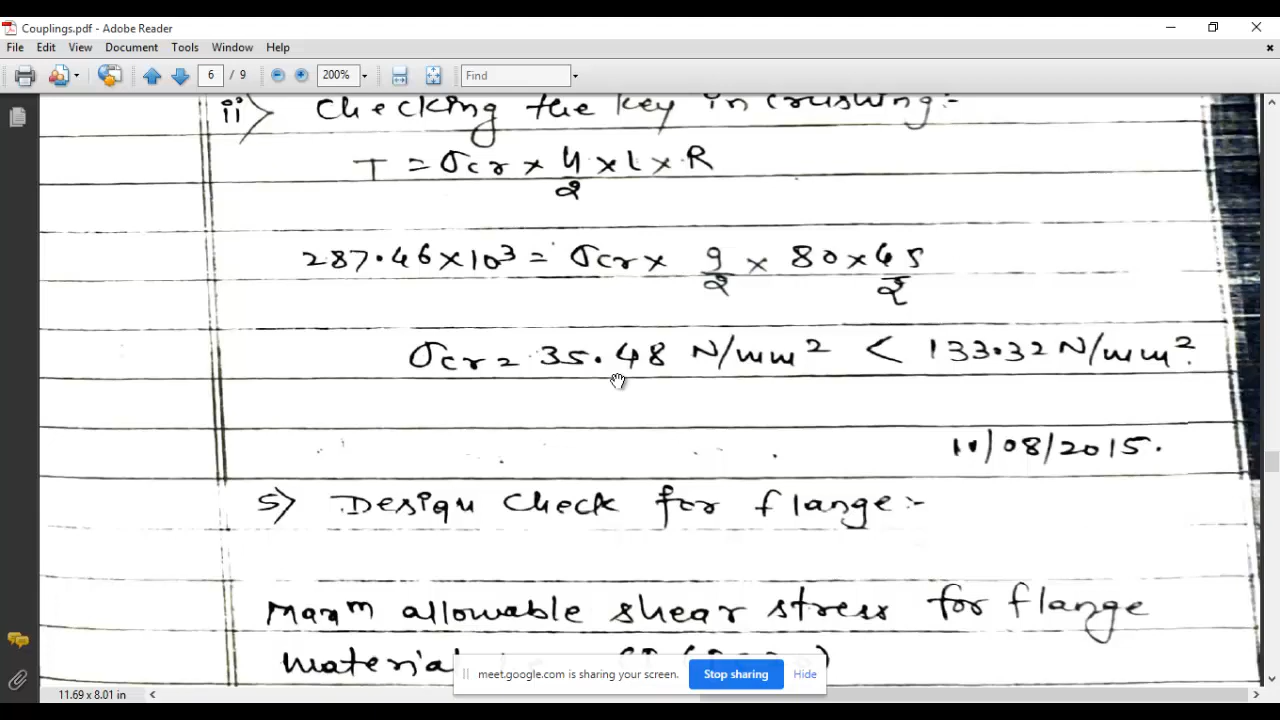 Couplings.pdf - Adobe Reader
File Edit View Document Tools Window Help
6 / 9 200% Find
ii) Checking the key in crushing:-
T = σcr × 4/2 × L × R
287.46×10³ = σcr × 9/2 × 80 × 45/2
σcr = 35.48 N/mm² < 133.32 N/mm².
11/08/2015.
5) Design check for flange:-
Maxm allowable shear stress for flange
material
meet.google.com is sharing your screen. Stop sharing Hide
11.69 x 8.01 in